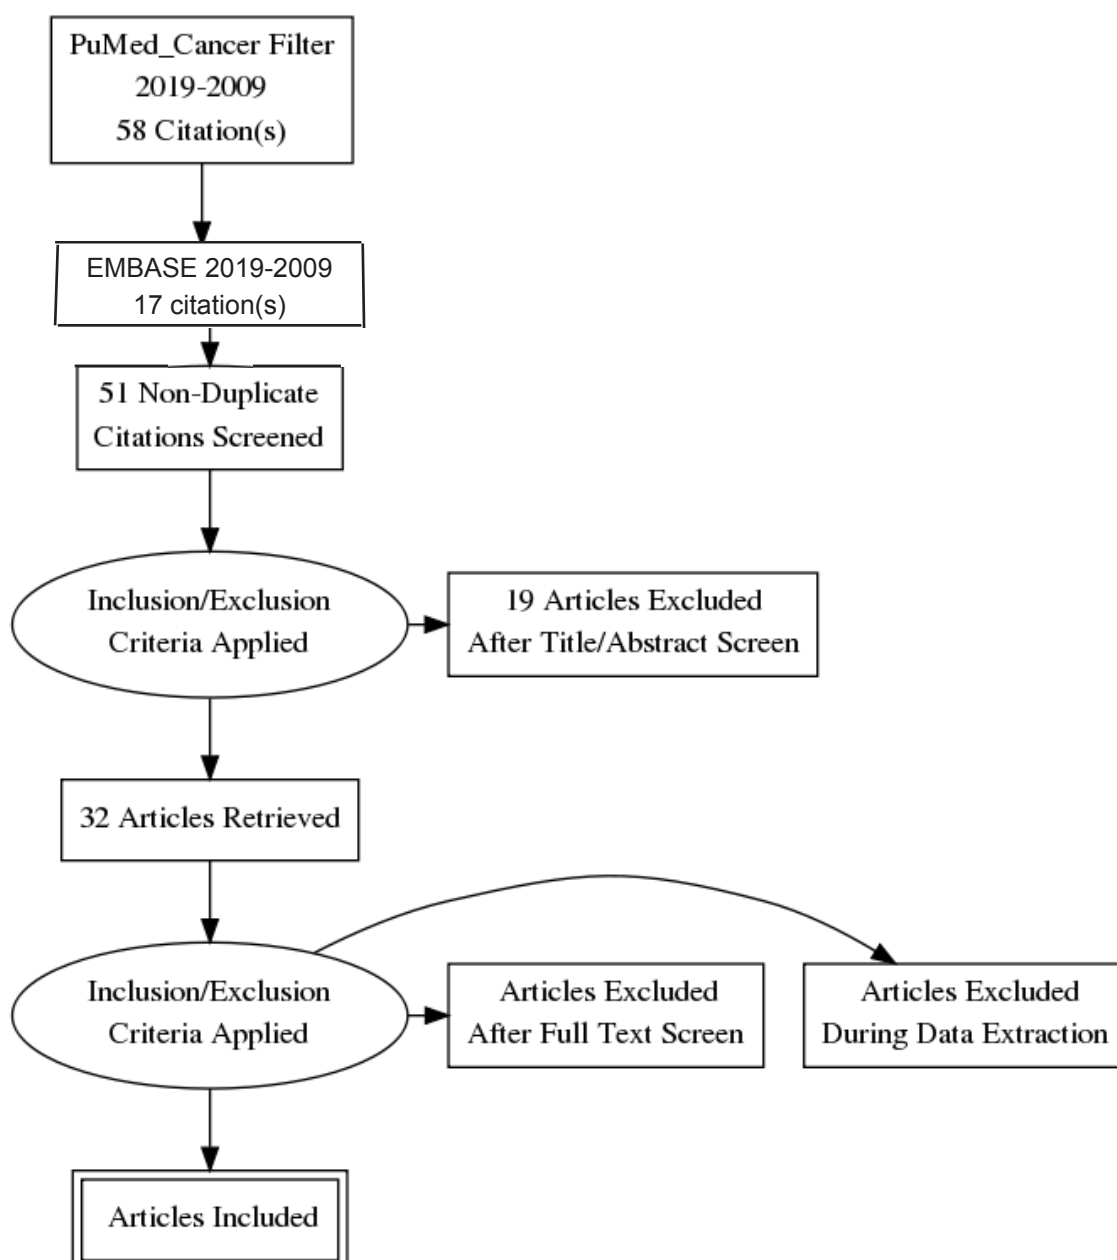 PuMed_Cancer Filter
2019-2009
58 Citation(s)
EMBASE 2019-2009
17 citation(s)
51 Non-Duplicate
Citations Screened
Inclusion/Exclusion
Criteria Applied
19 Articles Excluded
After Title/Abstract Screen
32 Articles Retrieved
Inclusion/Exclusion
Criteria Applied
Articles Excluded
After Full Text Screen
Articles Excluded
During Data Extraction
Articles Included